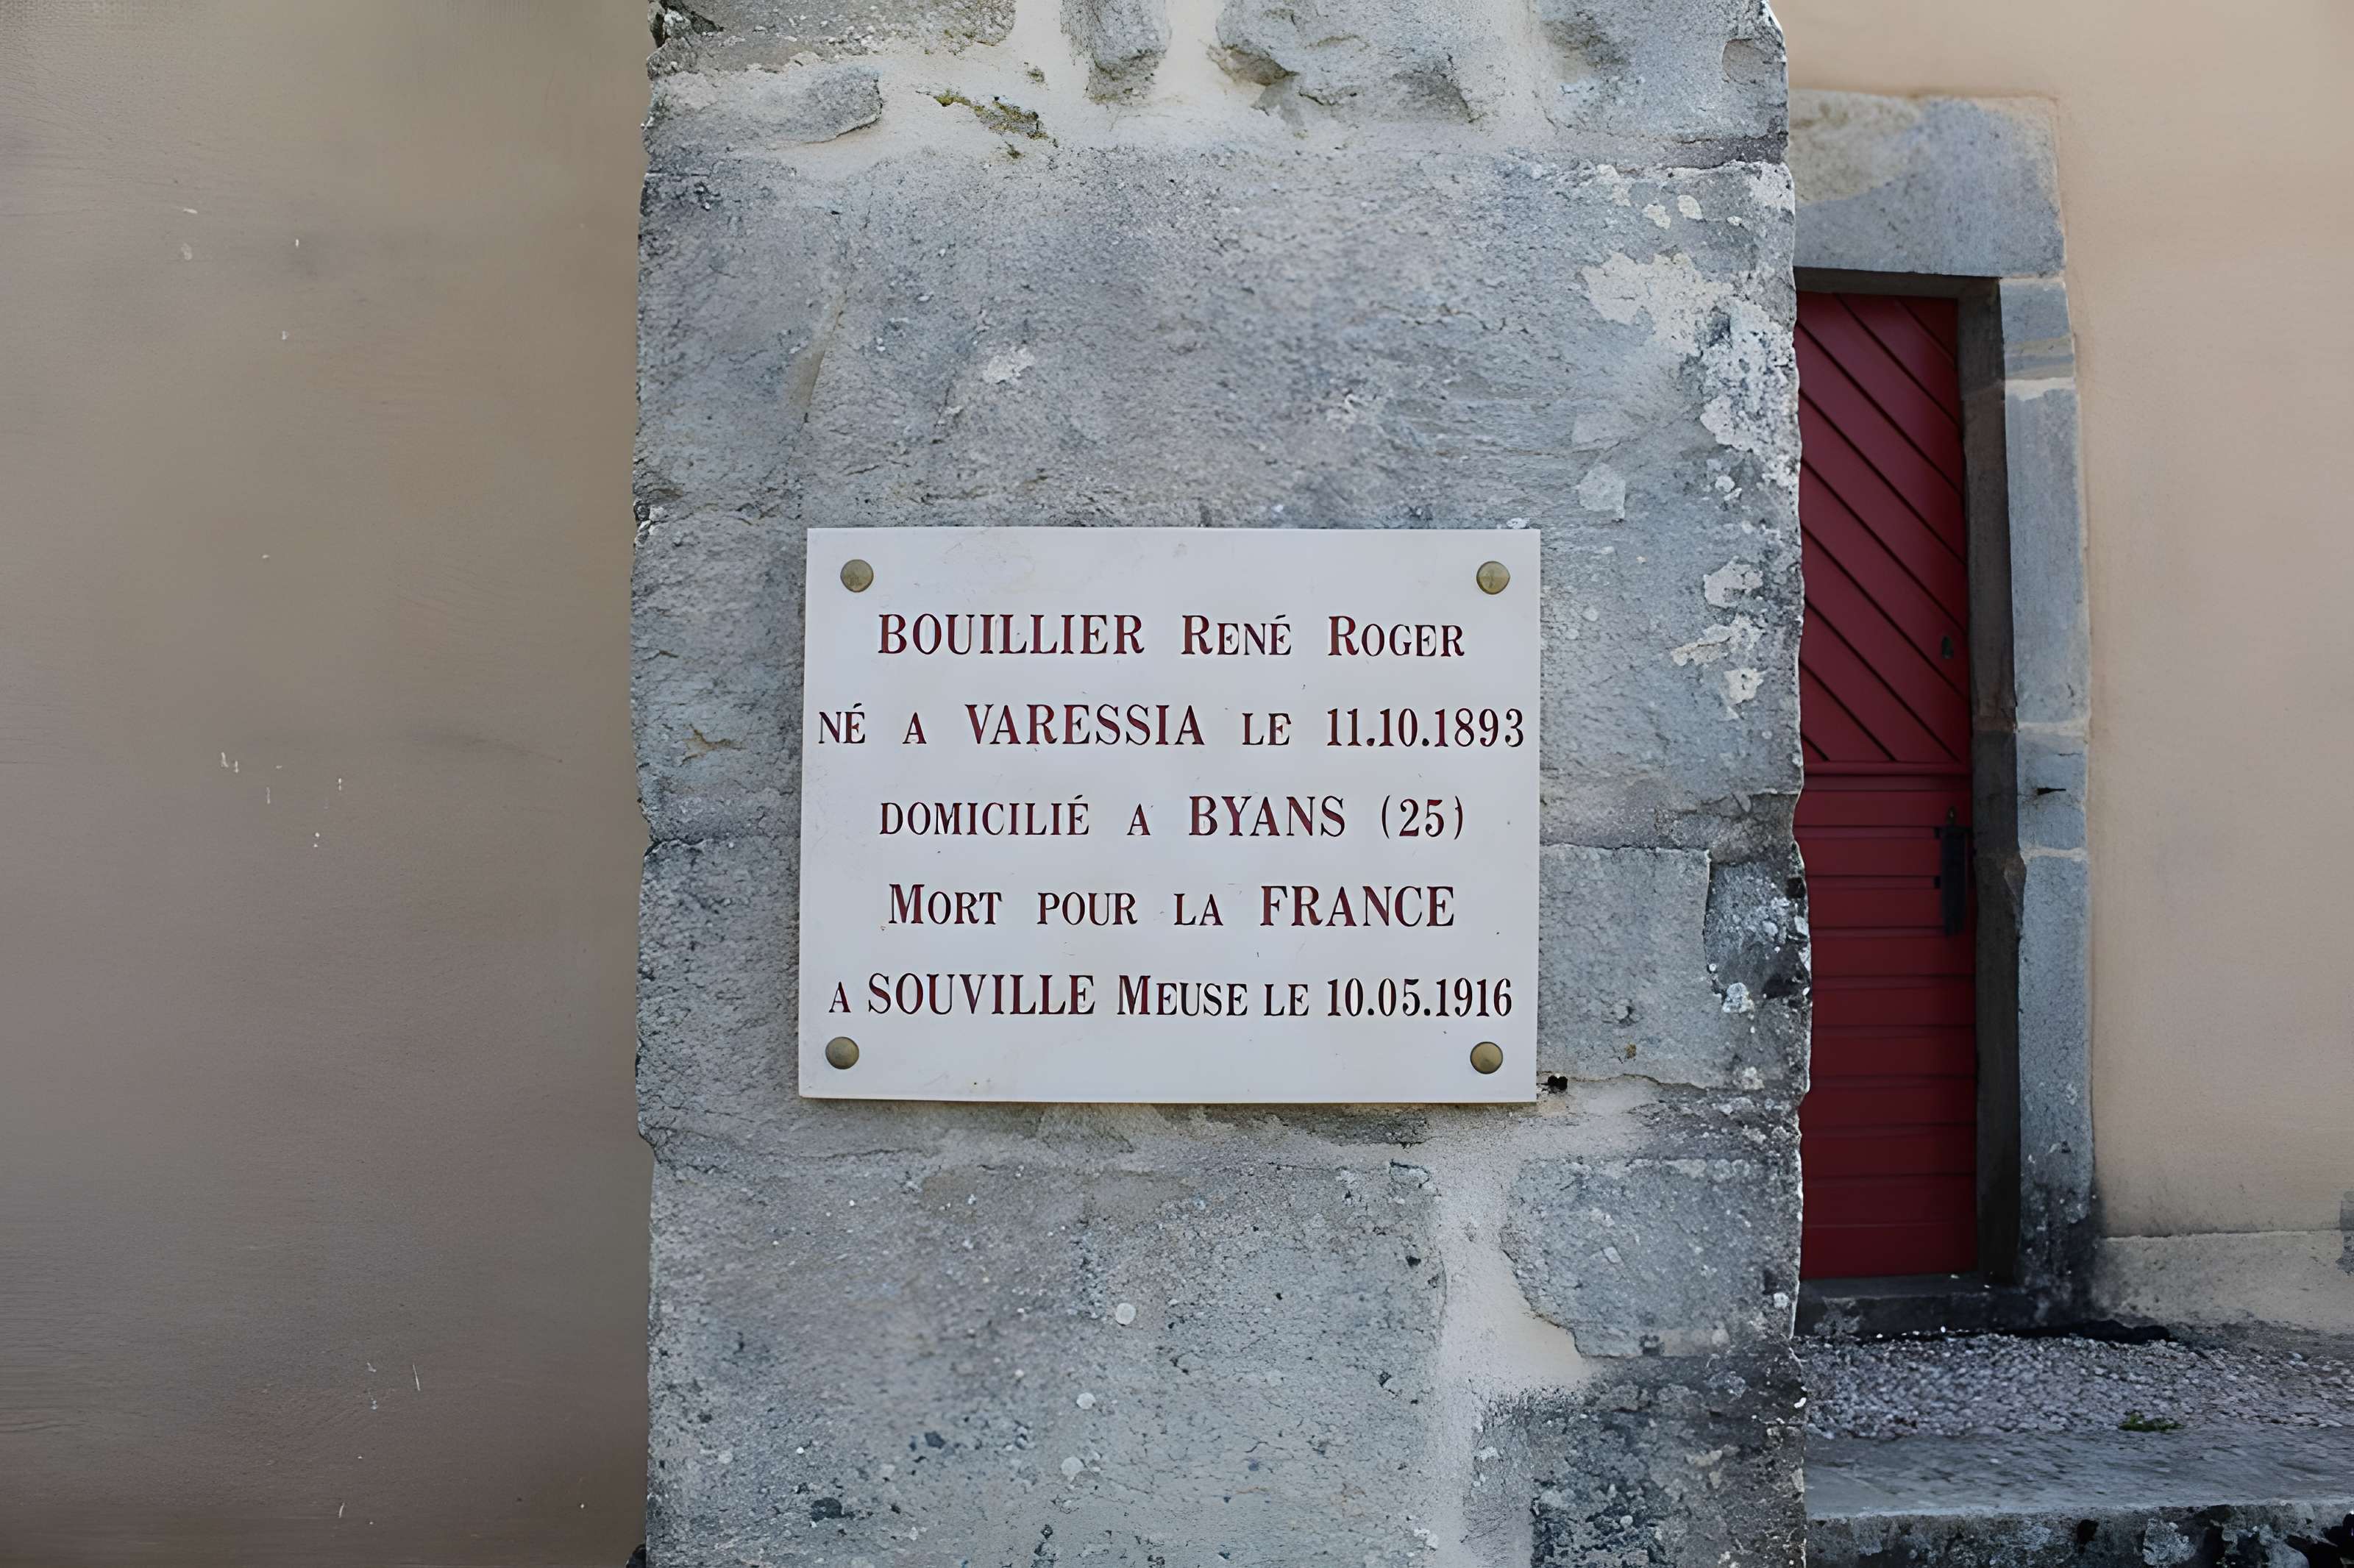 BOUILLIER RENÉ ROGER
NÉ A VARESSIA LE 11.10.1893
DOMICILIÉ A BYANS (25)
MORT POUR LA FRANCE
A SOUVILLE MEUSE LE 10.05.1916